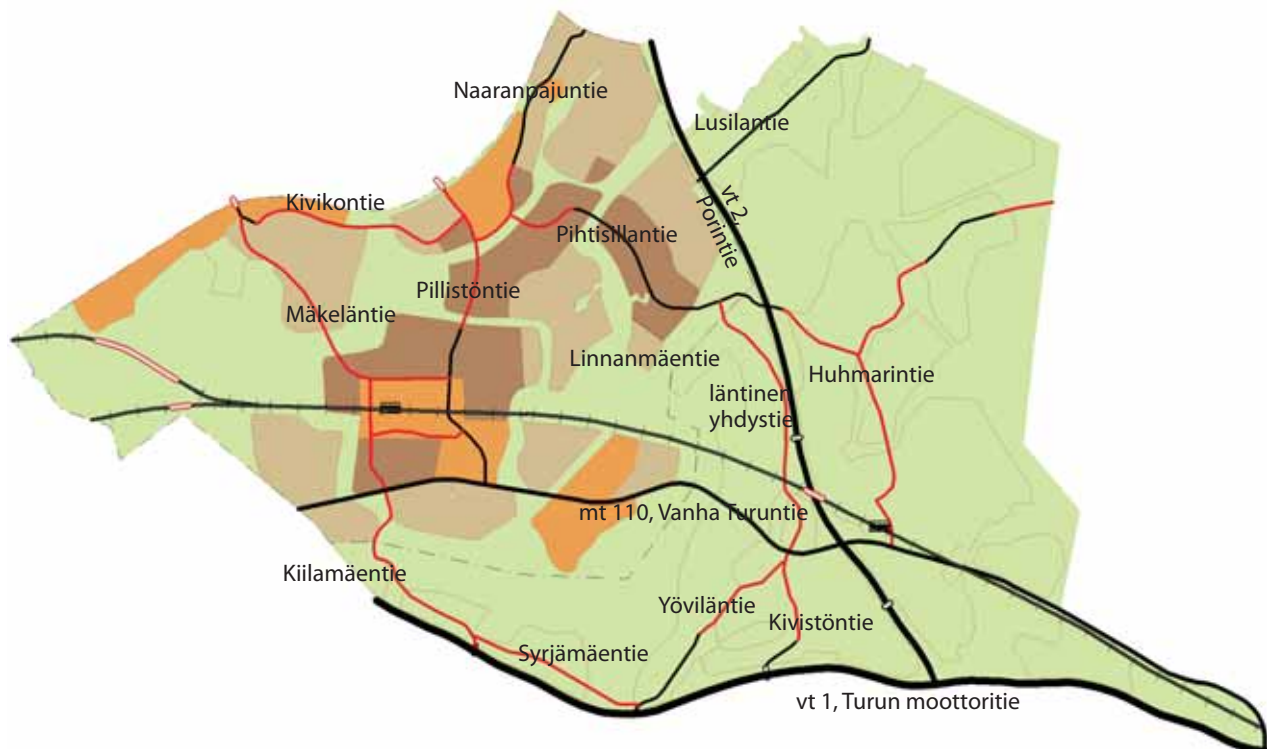 Naaranpajuntie
Lusilantie
Kivikontie
vt 2,
Porintie
Pihtisillantie
Pillistöntie
Mäkeläntie
Linnanmäentie
Huhmarintie
läntinen
yhdystie
mt 110, Vanha Turuntie
Kiilamäentie
Yöviläntie
Kivistöntie
Syrjämäentie
vt 1, Turun moottoritie